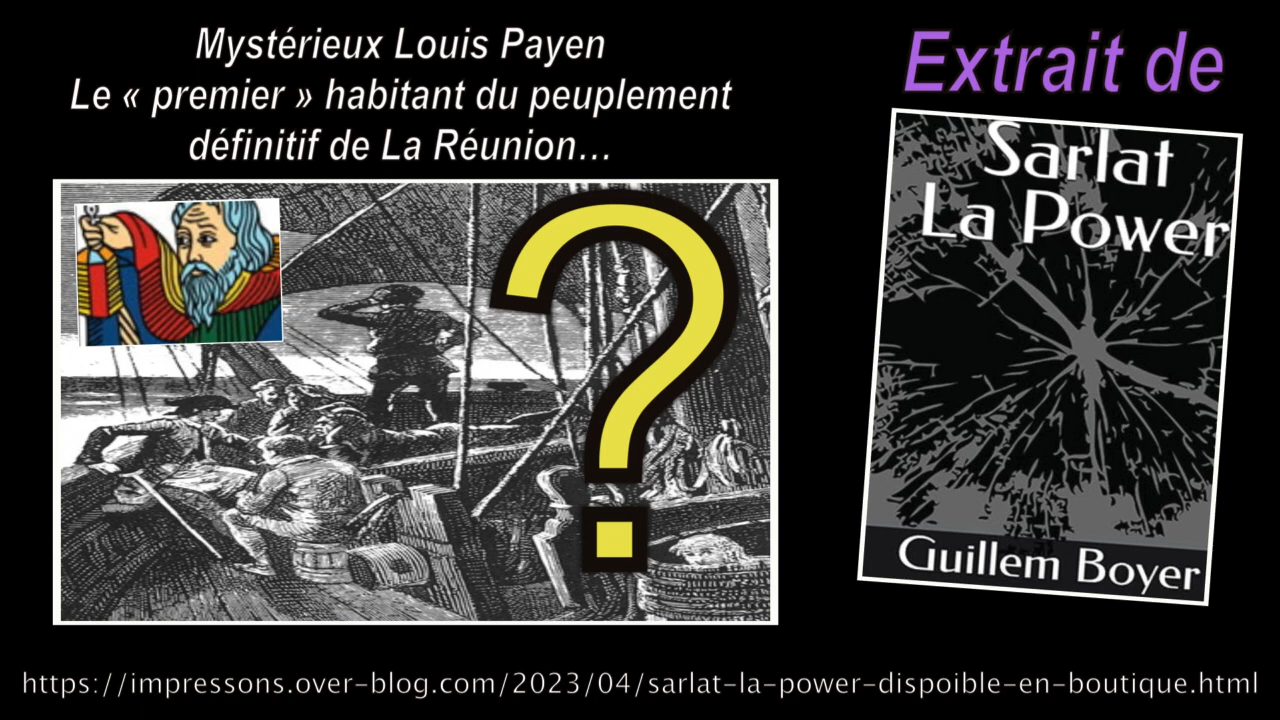 Mystérieux Louis Payen
Le « premier » habitant du peuplement
définitif de La Réunion...
?
Extrait de
Sarlat
La Power
Guillem Boyer
https://impressons.over-blog.com/2023/04/sarlat-la-power-dispoible-en-boutique.html